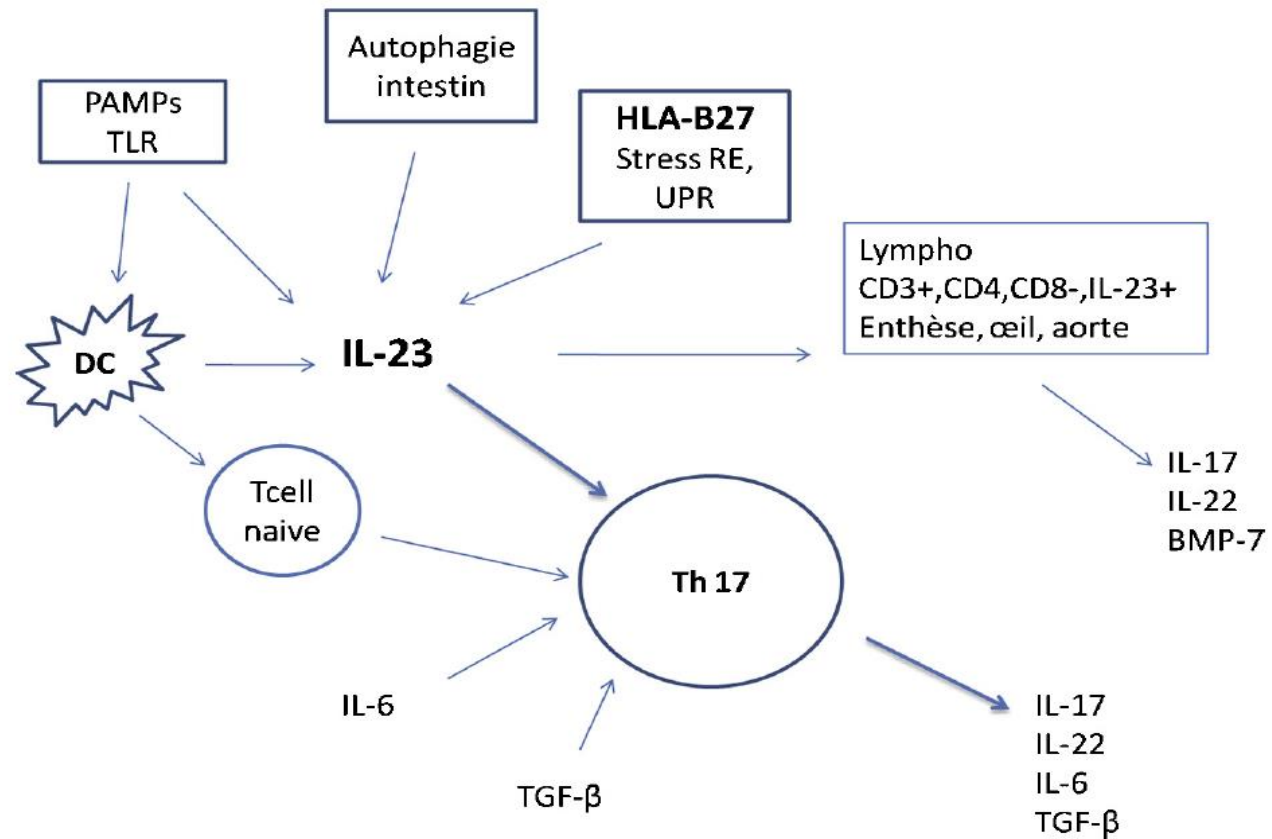 Autophagie
intestin
PAMPs
TLR
HLA-B27
Stress RE,
UPR
Lympho
CD3+,CD4,CD8-,IL-23+
Enthèse, œil, aorte
DC
IL-23
Tcell
naive
IL-17
IL-22
BMP-7
Th 17
IL-6
TGF-β
IL-17
IL-22
IL-6
TGF-β